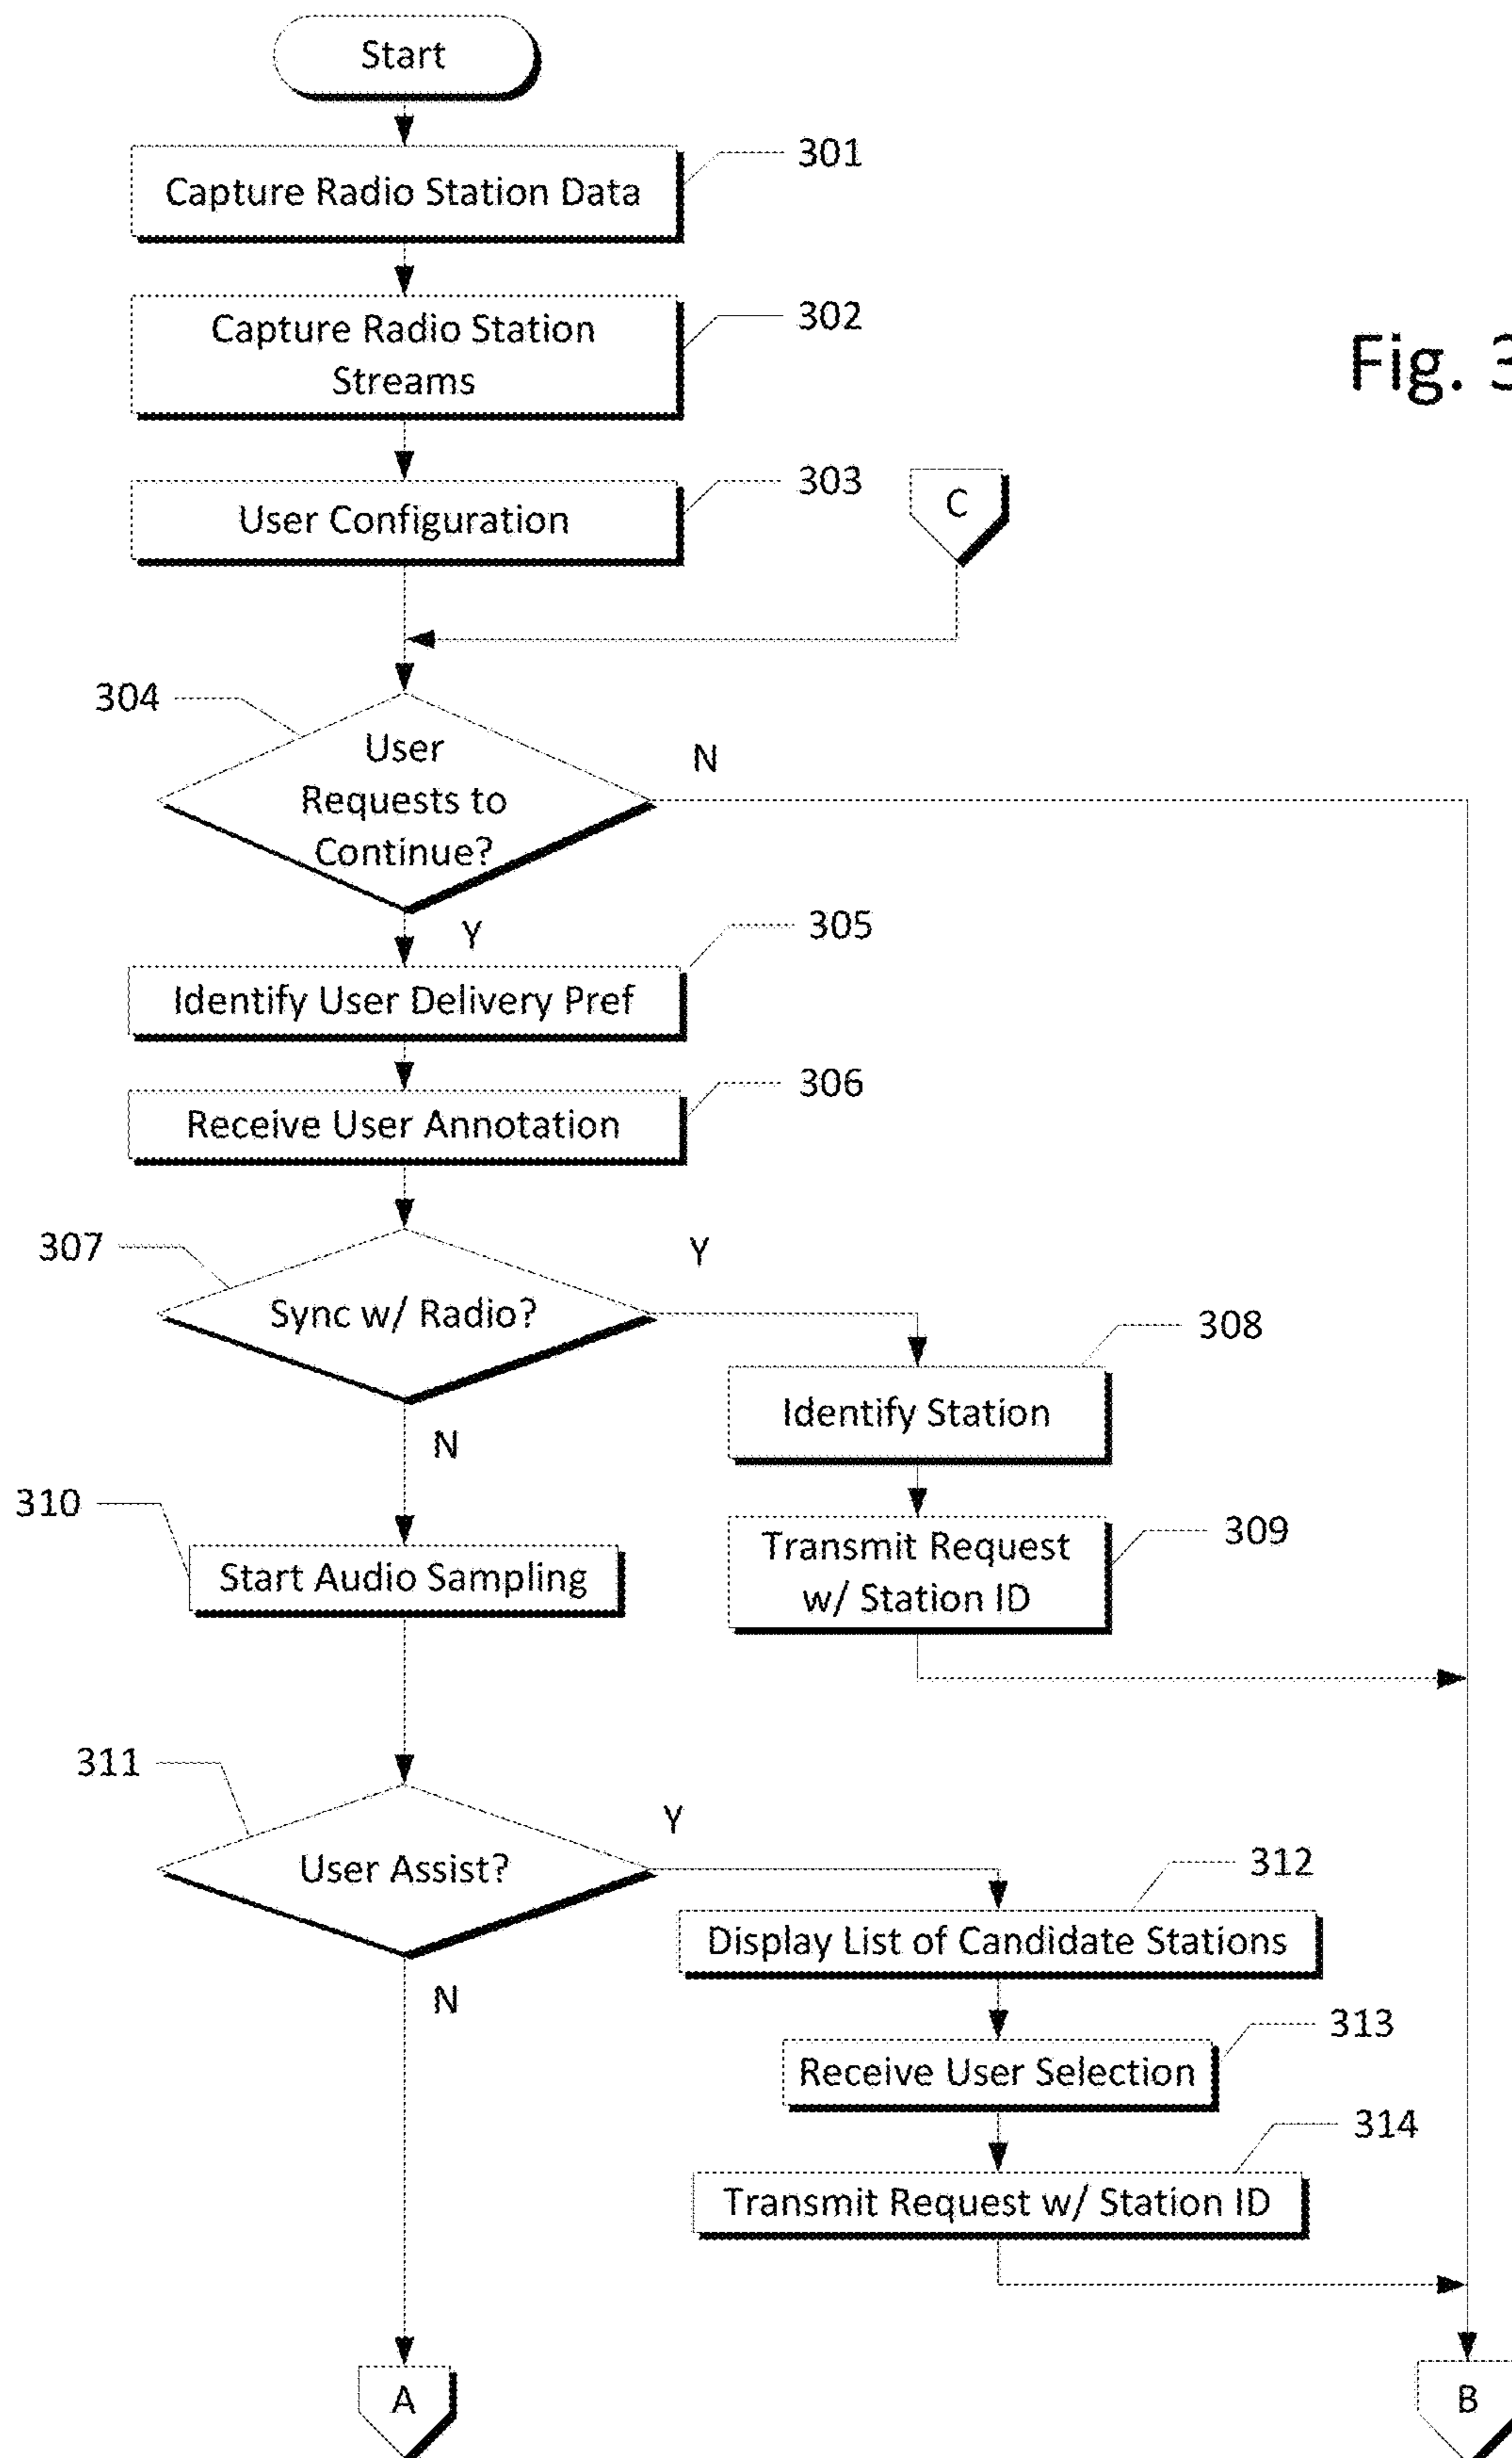 Start
301
Capture Radio Station Data
302
Capture Radio Station
Streams
Fig. 3
303
User Configuration
C
304
User
Requests to
Continue?
N
Y
305
Identify User Delivery Pref
306
Receive User Annotation
307
Sync w/ Radio?
Y
308
Identify Station
N
310
Start Audio Sampling
309
Transmit Request
w/ Station ID
311
User Assist?
Y
312
Display List of Candidate Stations
N
313
Receive User Selection
314
Transmit Request w/ Station ID
A
B